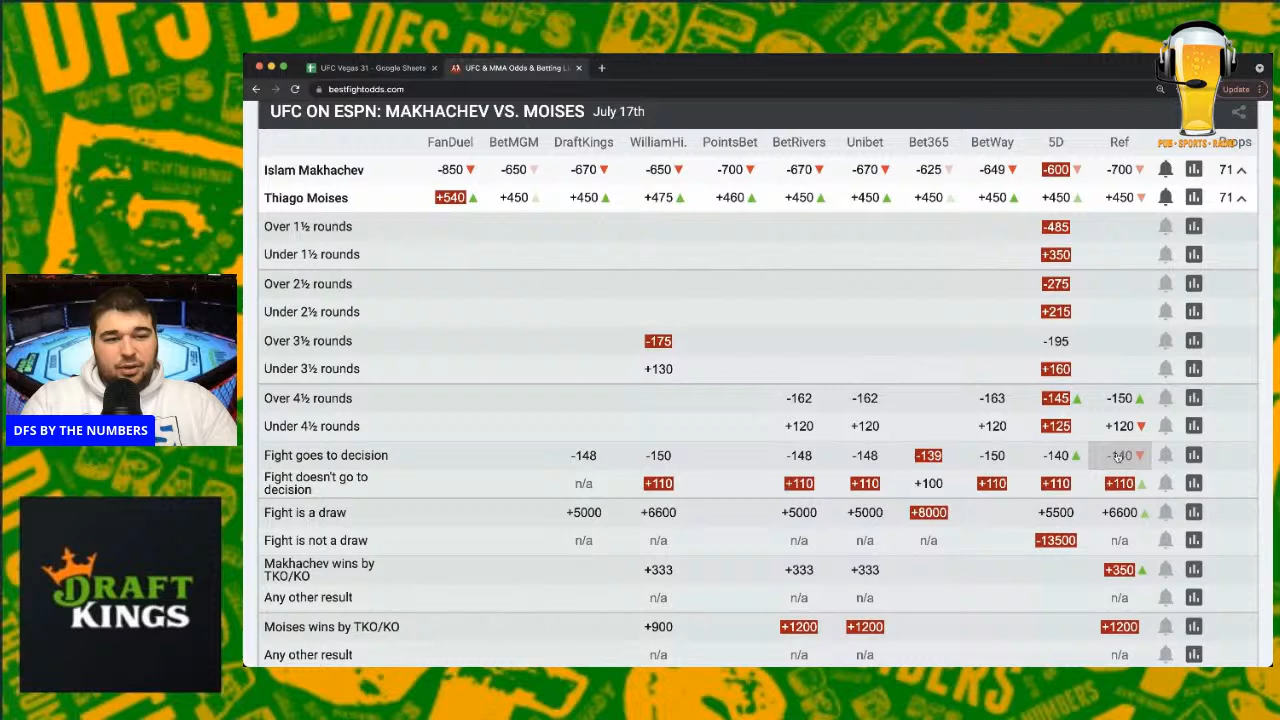 UFC Vegas 31 - Google Sheets × UFC & MMA Odds & Betting Li × +
bestfightodds.com Update
UFC ON ESPN: MAKHACHEV VS. MOISES July 17th
PUB • SPORTS • RADIO
FanDuel BetMGM DraftKings WilliamHi. PointsBet BetRivers Unibet Bet365 BetWay 5D Ref
Islam Makhachev -850▼ -650▼ -670▼ -650▼ -700▼ -670▼ -670▼ -625▼ -649▼ -600▼ -700▼ 71
Thiago Moises +540▲ +450▲ +450▲ +475▲ +460▲ +450▲ +450▲ +450▲ +450▲ +450▲ +450▼ 71
Over 1½ rounds -485
Under 1½ rounds +350
Over 2½ rounds -275
Under 2½ rounds +215
Over 3½ rounds -175 -195
Under 3½ rounds +130 +160
Over 4½ rounds -162 -162 -163 -145▲ -150▲
Under 4½ rounds +120 +120 +120 +125 +120▼
Fight goes to decision -148 -150 -148 -148 -139 -150 -140▲ -140▼
Fight doesn't go to
decision n/a +110 +110 +110 +100 +110 +110 +110▲
Fight is a draw +5000 +6600 +5000 +5000 +8000 +5500 +6600▲
Fight is not a draw n/a n/a n/a n/a n/a -13500 n/a
Makhachev wins by
TKO/KO +333 +333 +333 +350▲
Any other result n/a n/a n/a n/a
Moises wins by TKO/KO +900 +1200 +1200 +1200
Any other result n/a n/a n/a n/a
DFS BY THE NUMBERS
DRAFT
KINGS